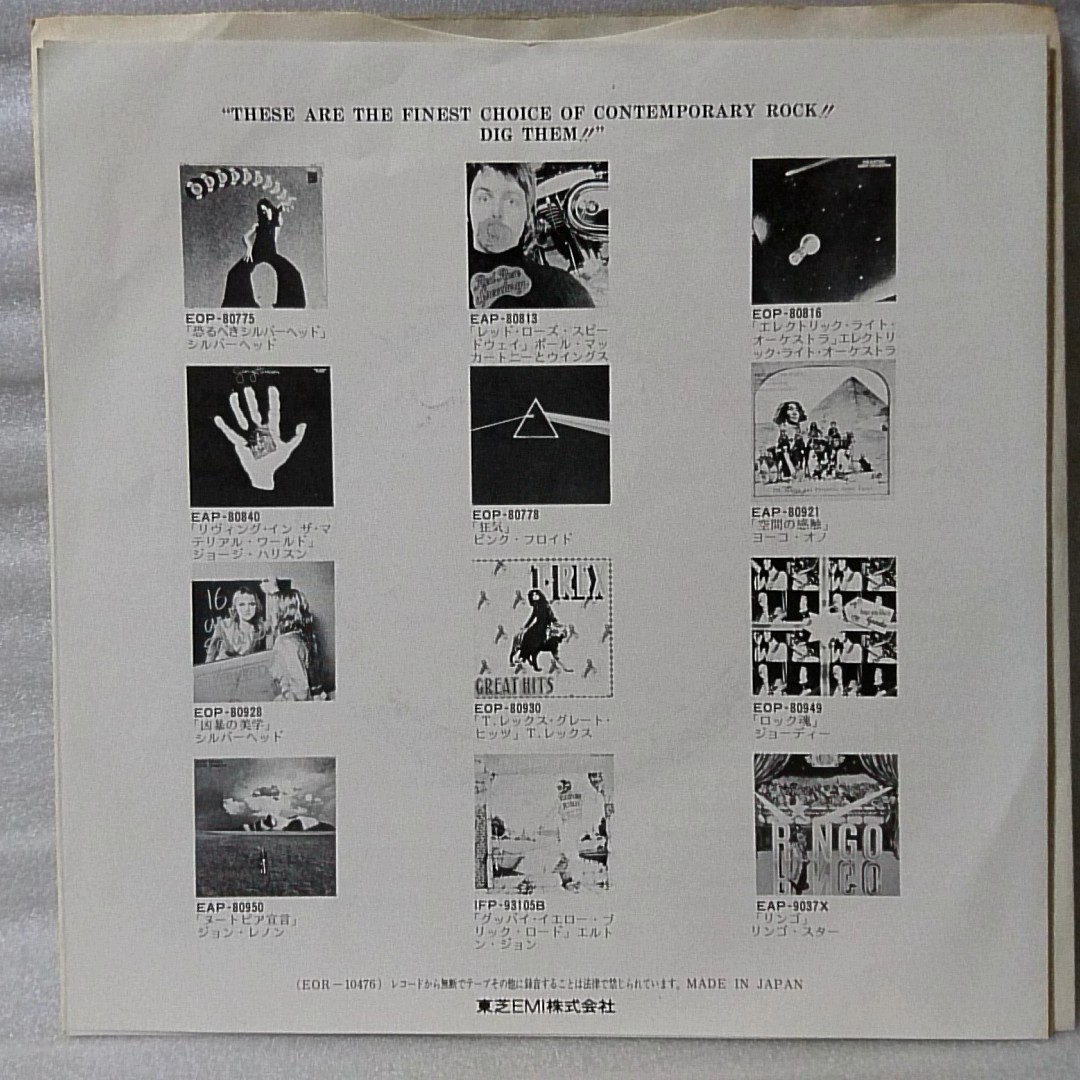 “THESE ARE THE FINEST CHOICE OF CONTEMPORARY ROCK!!
DIG THEM!!”
EOP-80775
「恐るべきシルバーヘッド」
シルバーヘッド
EAP-80813
「レッド・ローズ・スピー
ドウェイ」ポール・マッ
カートニーとウイングス
EOP-80816
「エレクトリック・ライト・
オーケストラ」エレクトリ
ック・ライト・オーケストラ
EAP-80840
「リヴィング・イン ザ・マ
テリアル・ワールド」
ジョージ・ハリスン
EOP-80778
「狂気」
ピンク・フロイド
EAP-80921
「空間の感触」
ヨーコ・オノ
16
EOP-80928
「凶暴の美学」
シルバーヘッド
T·REX
GREAT HITS
EOP-80930
「T.レックス・グレート・
ヒッツ」T.レックス
EOP-80949
「ロック魂」
ジョーディー
EAP-80950
「ヌートピア宣言」
ジョン・レノン
IFP-93105B
「グッバイ・イエロー・ブ
リック・ロード」エルト
ン・ジョン
RINGO
EAP-9037X
「リンゴ」
リンゴ・スター
(EOR-10476) レコードから無断でテープその他に録音することは法律で禁じられています。MADE IN JAPAN
東芝EMI株式会社